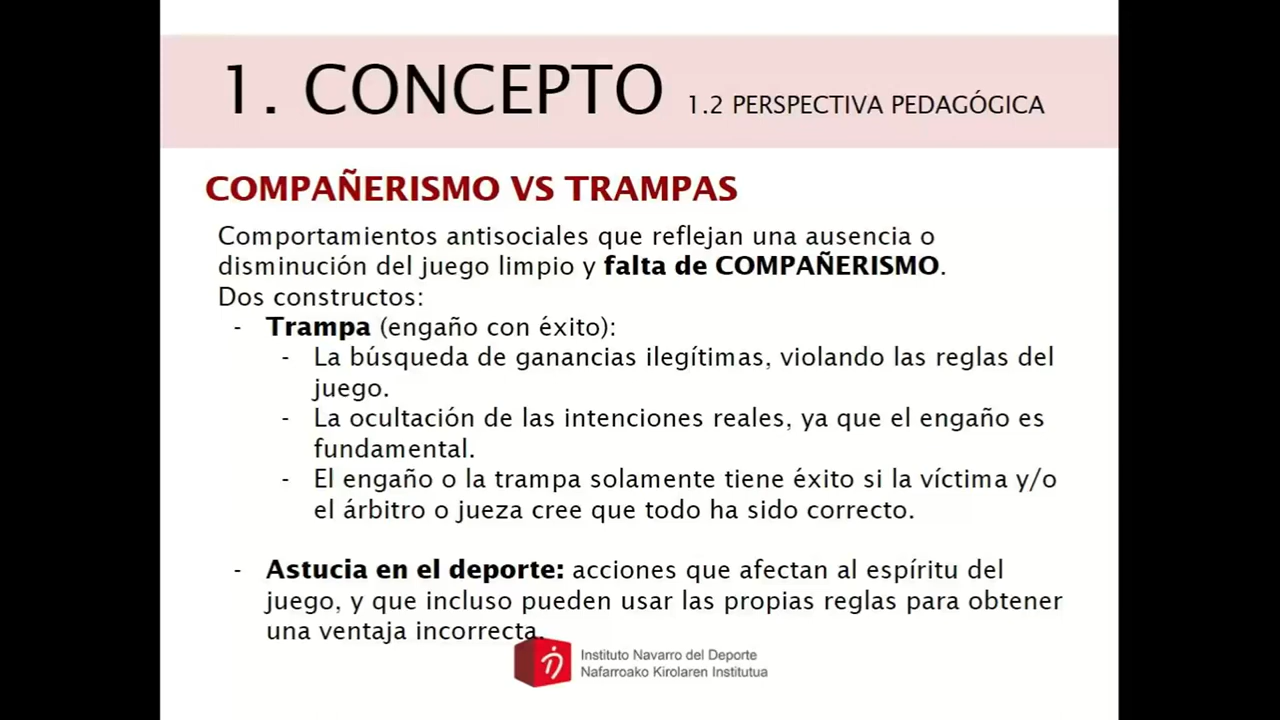 1. CONCEPTO 1.2 PERSPECTIVA PEDAGÓGICA
COMPAÑERISMO VS TRAMPAS
Comportamientos antisociales que reflejan una ausencia o
disminución del juego limpio y falta de COMPAÑERISMO.
Dos constructos:
- Trampa (engaño con éxito):
- La búsqueda de ganancias ilegítimas, violando las reglas del
juego.
- La ocultación de las intenciones reales, ya que el engaño es
fundamental.
- El engaño o la trampa solamente tiene éxito si la víctima y/o
el árbitro o jueza cree que todo ha sido correcto.
- Astucia en el deporte: acciones que afectan al espíritu del
juego, y que incluso pueden usar las propias reglas para obtener
una ventaja incorrecta.
Instituto Navarro del Deporte
Nafarroako Kirolaren Institutua